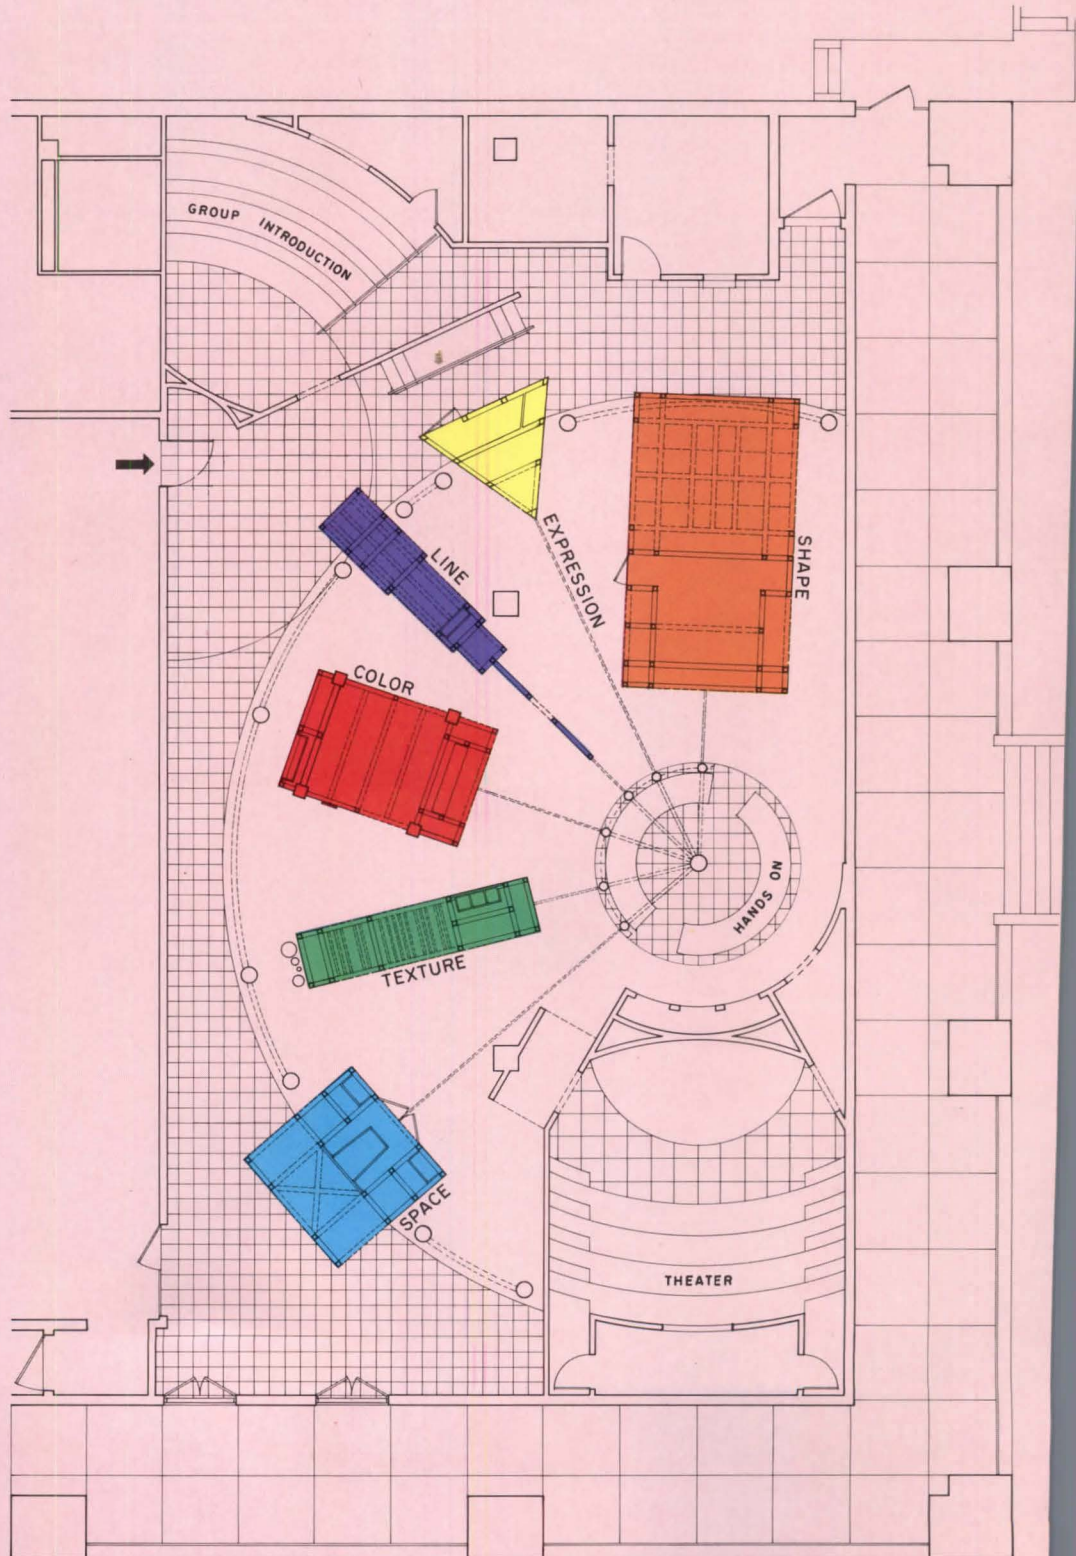 GROUP INTRODUCTION
EXPRESSION
SHAPE
LINE
COLOR
HANDS ON
TEXTURE
SPACE
THEATER